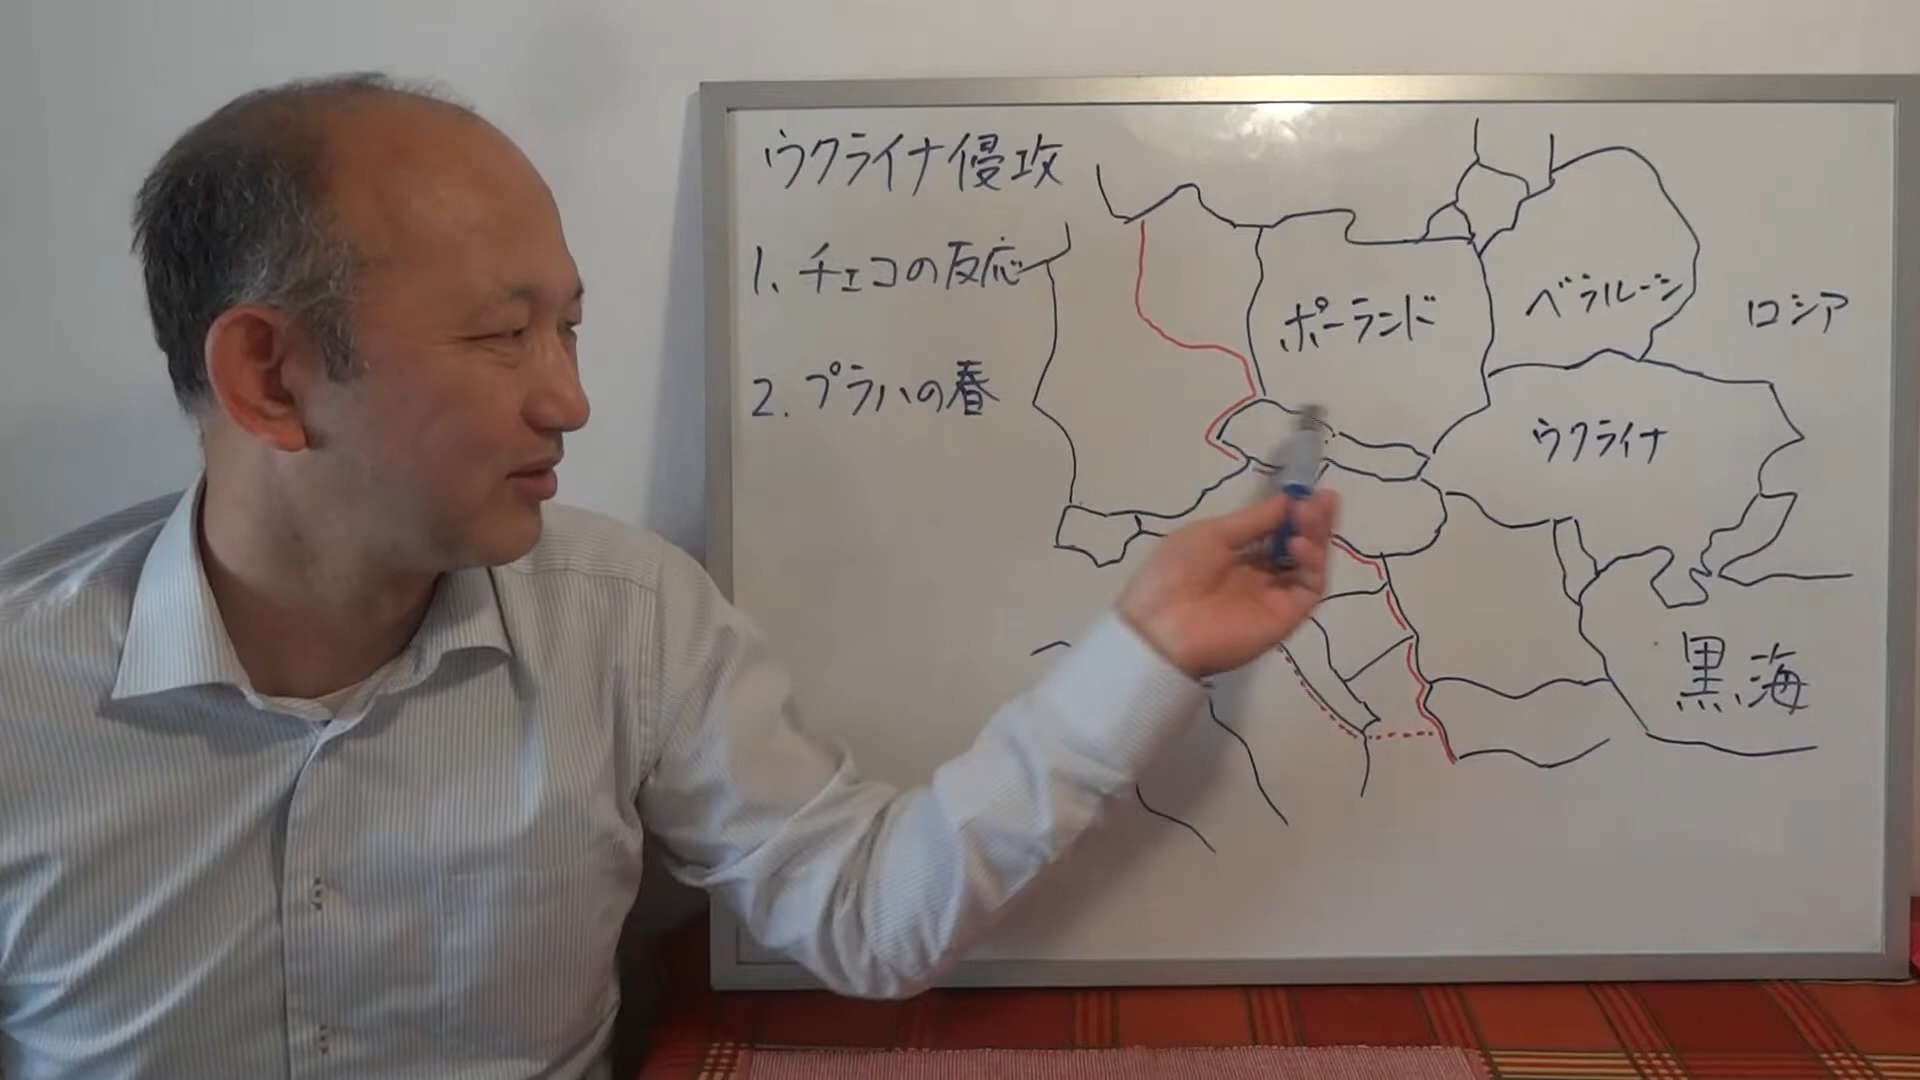 ウクライナ侵攻
1. チェコの反応
2. プラハの春
ポーランド
ベラルーシ
ロシア
ウクライナ
黒海